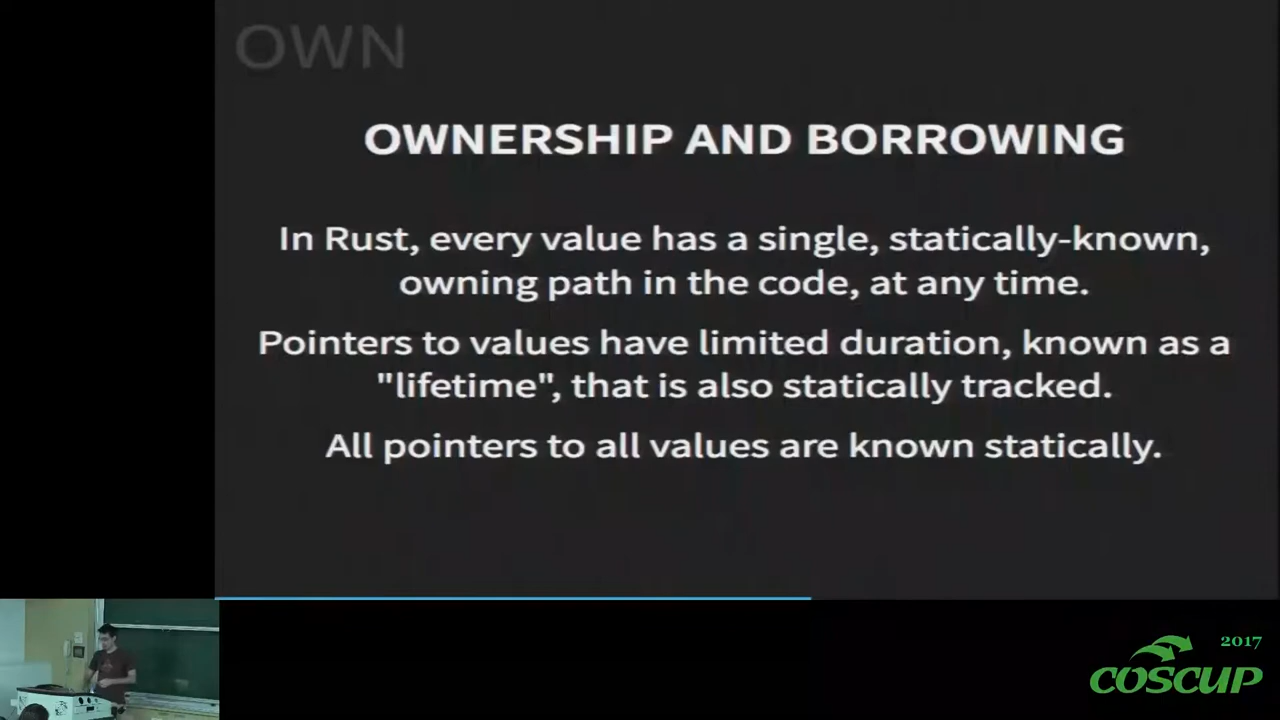 OWN
OWNERSHIP AND BORROWING
In Rust, every value has a single, statically-known,
owning path in the code, at any time.
Pointers to values have limited duration, known as a
"lifetime", that is also statically tracked.
All pointers to all values are known statically.
2017
COSCUP